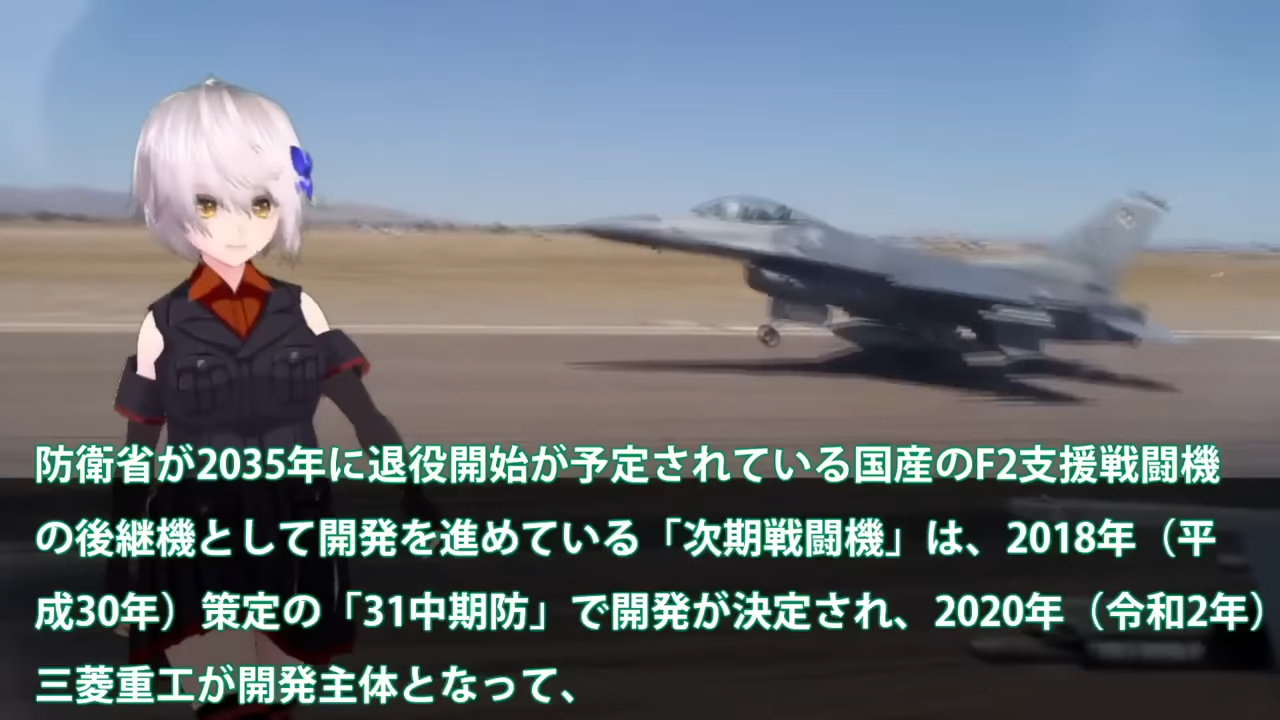 防衛省が2035年に退役開始が予定されている国産のF2支援戦闘機
の後継機として開発を進めている「次期戦闘機」は、2018年（平
成30年）策定の「31中期防」で開発が決定され、2020年（令和2年）
三菱重工が開発主体となって、